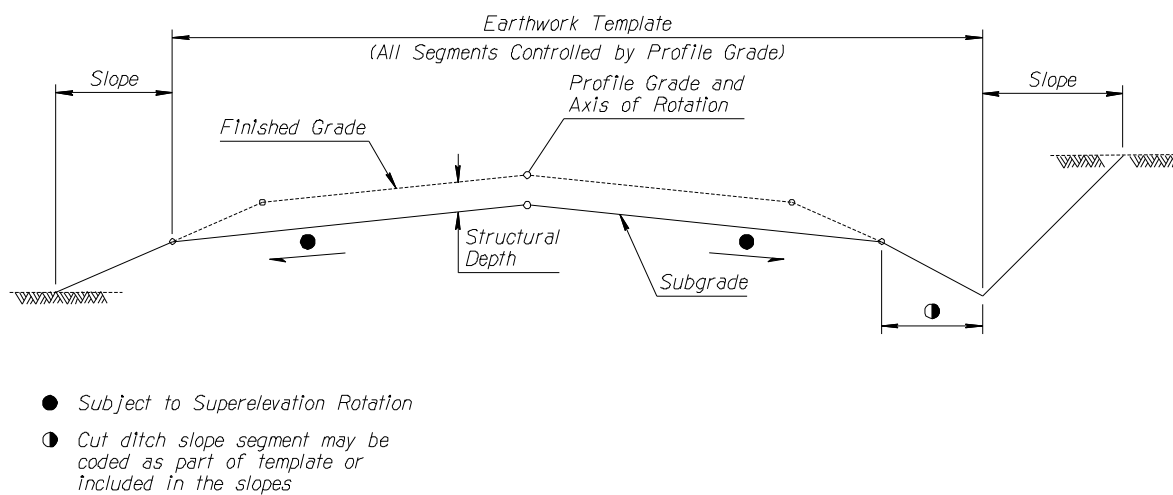 Earthwork Template
(All Segments Controlled by Profile Grade)
Slope
Slope
Profile Grade and
Axis of Rotation
Finished Grade
Structural
Depth
Subgrade
Subject to Superelevation Rotation
Cut ditch slope segment may be
coded as part of template or
included in the slopes